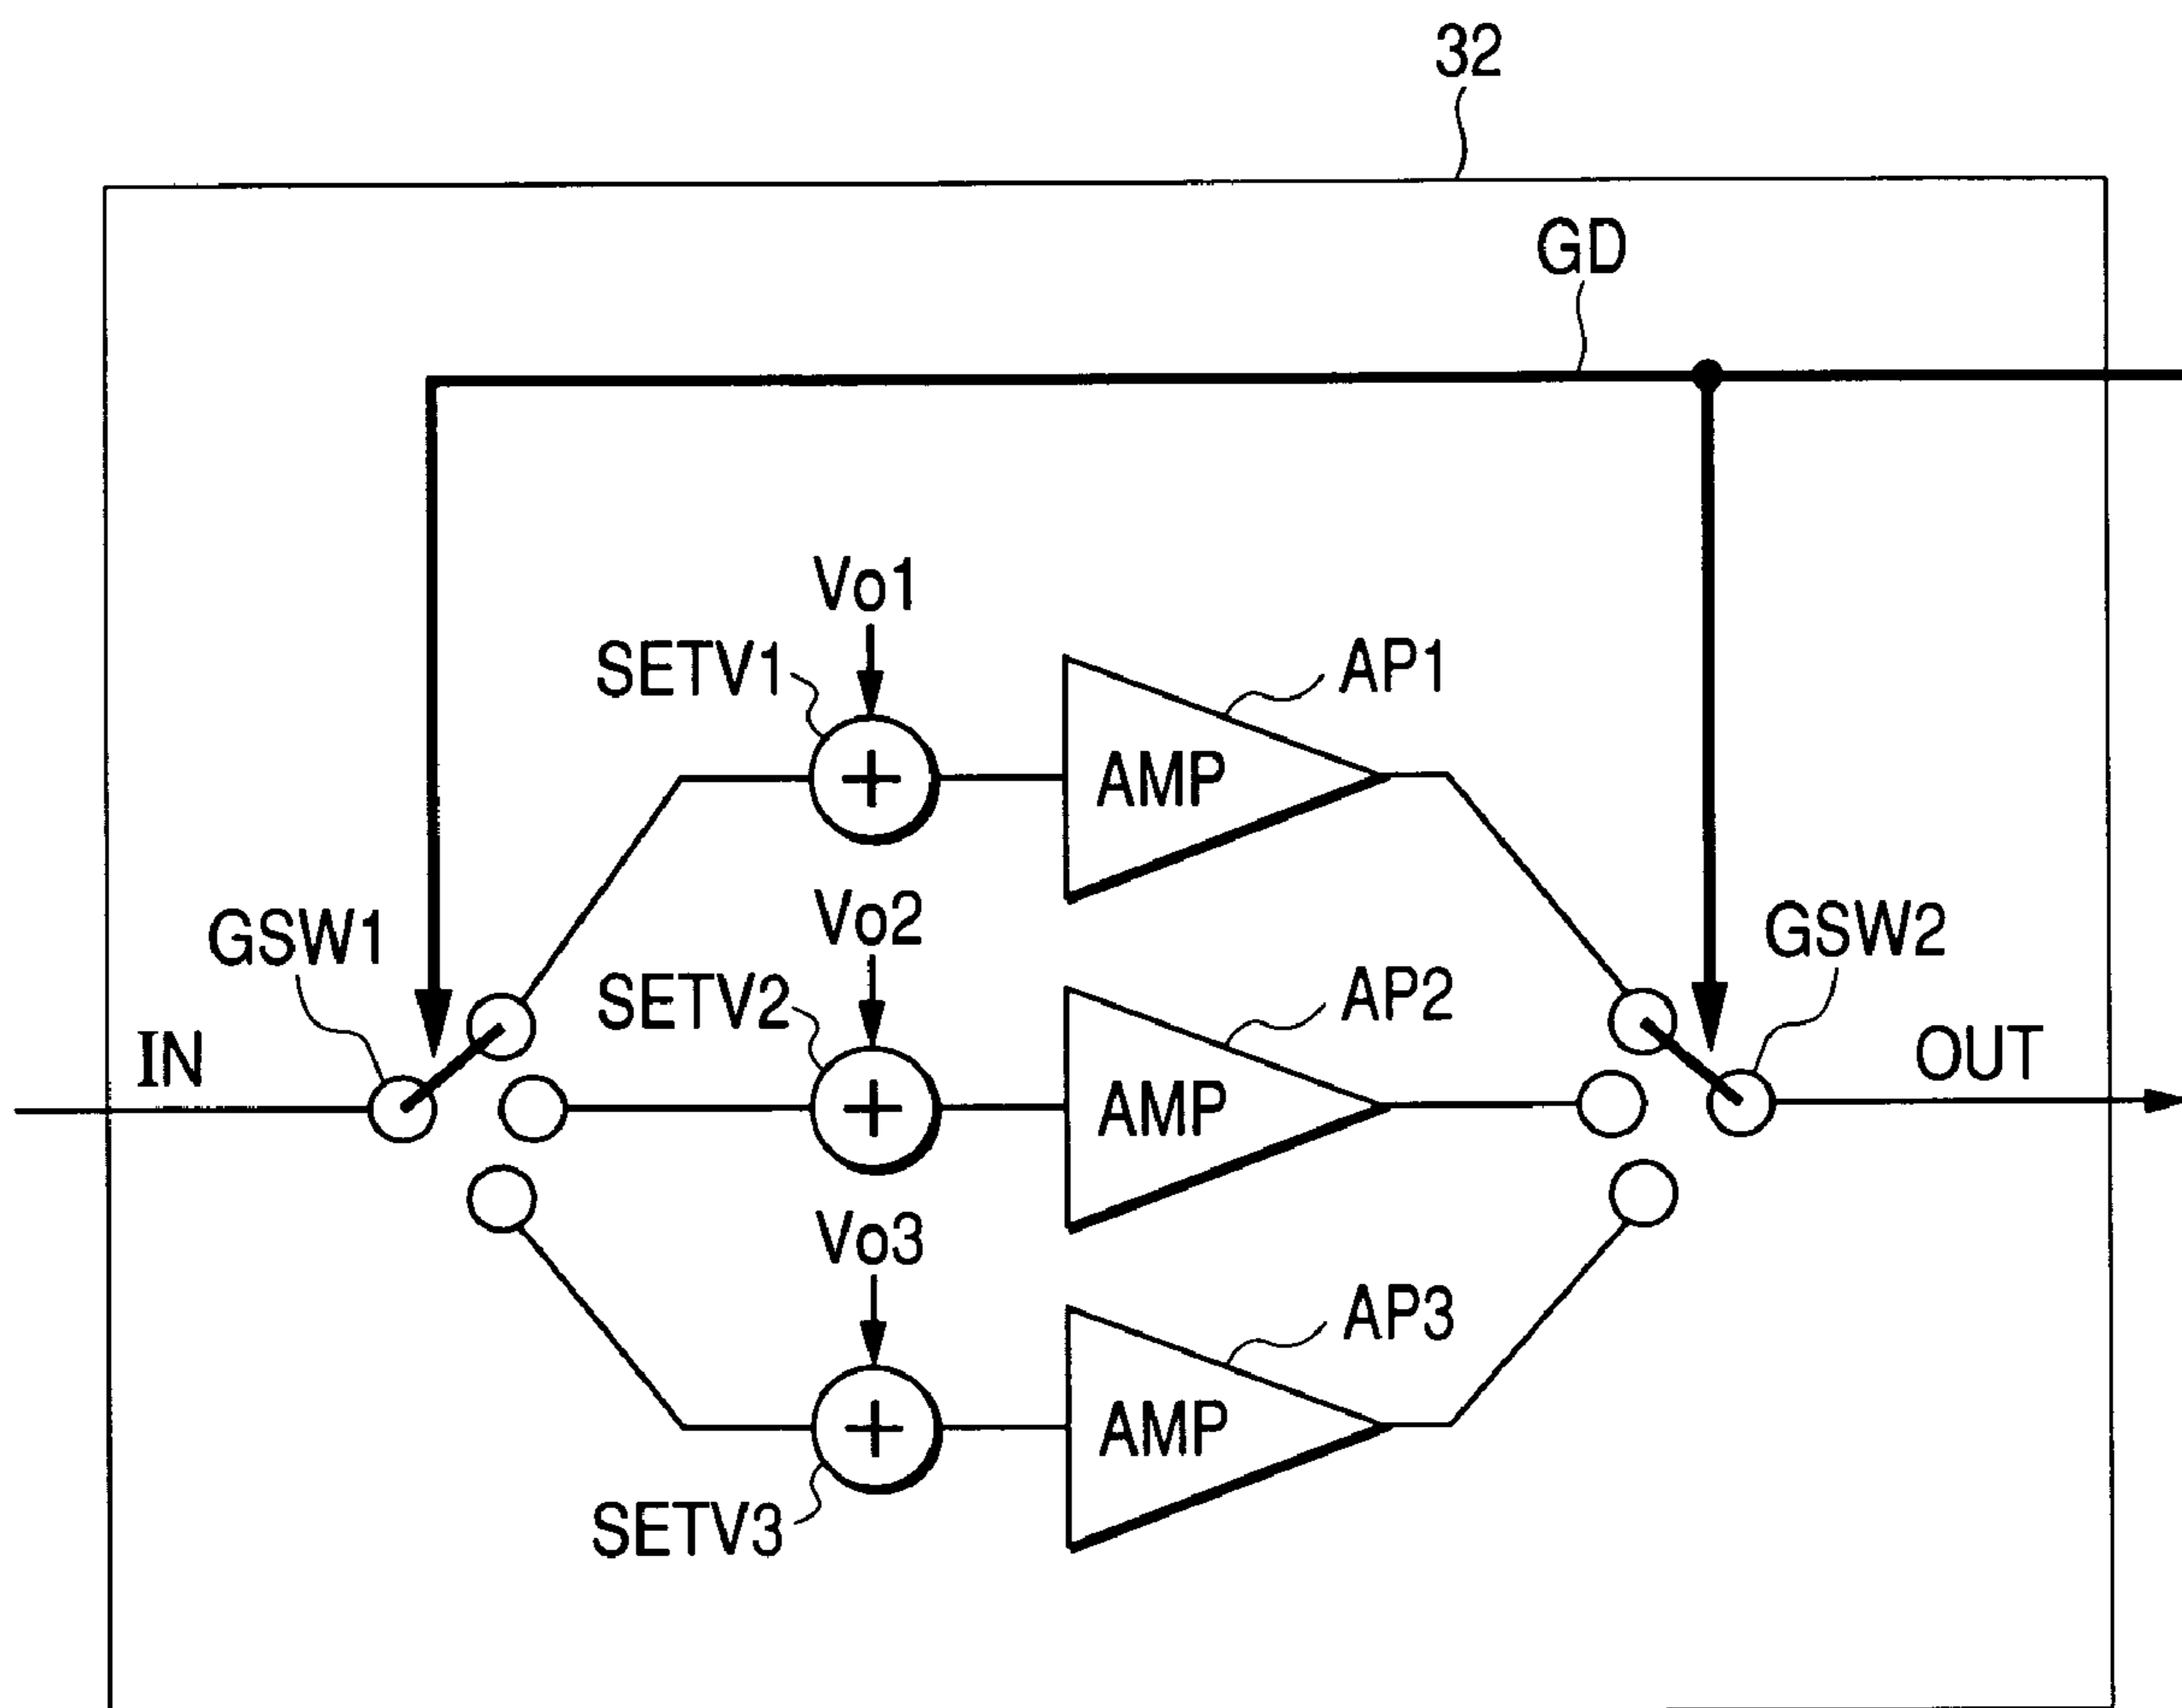 32
GD
Vo1
SETV1
AP1
AMP
Vo2
GSW1
GSW2
SETV2
AP2
IN
OUT
AMP
Vo3
AP3
AMP
SETV3